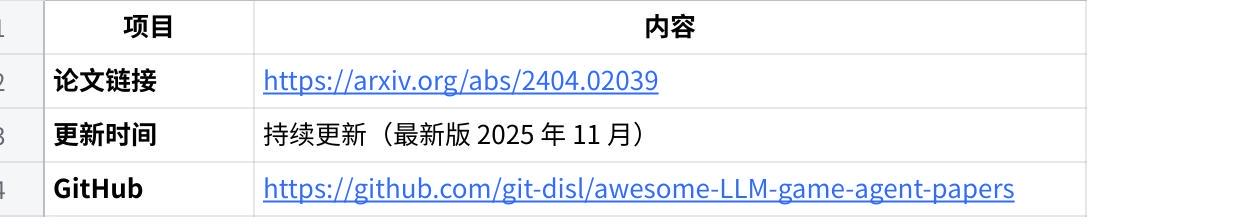 项目 内容
2 论文链接 https://arxiv.org/abs/2404.02039
3 更新时间 持续更新（最新版 2025 年 11 月）
4 GitHub https://github.com/git-disl/awesome-LLM-game-agent-papers